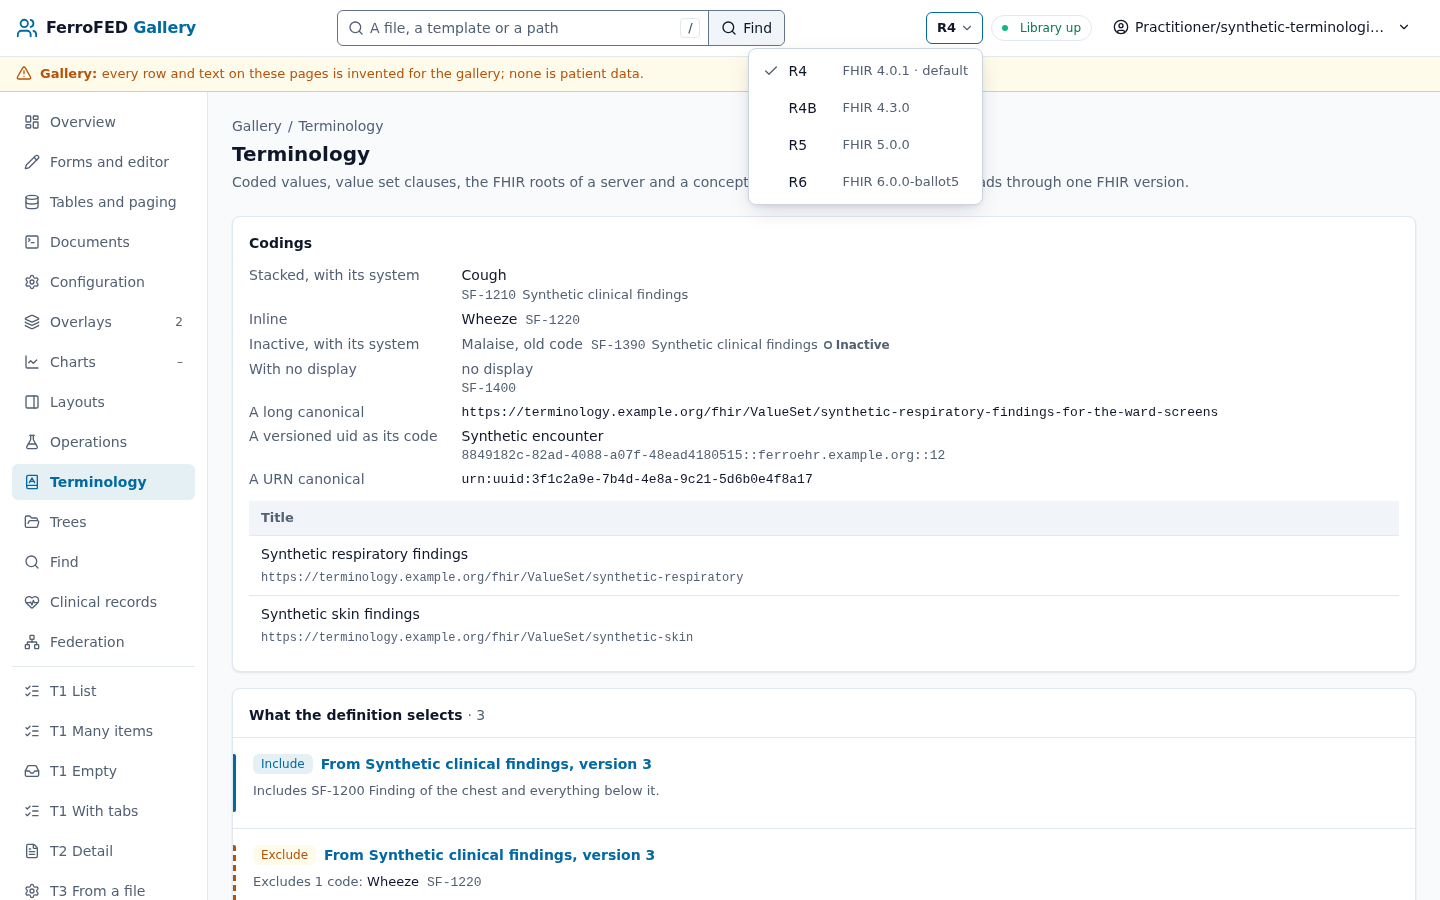 FerroFED Gallery
A file, a template or a path
/
Find
R4
Library up
Practitioner/synthetic-terminologi...
Gallery: every row and text on these pages is invented for the gallery; none is patient data.
R4 FHIR 4.0.1 · default
R4B FHIR 4.3.0
R5 FHIR 5.0.0
R6 FHIR 6.0.0-ballot5
Overview
Forms and editor
Tables and paging
Documents
Configuration
Overlays 2
Charts –
Layouts
Operations
Terminology
Trees
Find
Clinical records
Federation
T1 List
T1 Many items
T1 Empty
T1 With tabs
T2 Detail
T3 From a file
Gallery / Terminology
Terminology
Coded values, value set clauses, the FHIR roots of a server and a concept ads through one FHIR version.
Codings
Stacked, with its system Cough
SF-1210 Synthetic clinical findings
Inline Wheeze SF-1220
Inactive, with its system Malaise, old code SF-1390 Synthetic clinical findings Inactive
With no display no display
SF-1400
A long canonical https://terminology.example.org/fhir/ValueSet/synthetic-respiratory-findings-for-the-ward-screens
A versioned uid as its code Synthetic encounter
8849182c-82ad-4088-a07f-48ead4180515::ferroehr.example.org::12
A URN canonical urn:uuid:3f1c2a9e-7b4d-4e8a-9c21-5d6b0e4f8a17
Title
Synthetic respiratory findings
https://terminology.example.org/fhir/ValueSet/synthetic-respiratory
Synthetic skin findings
https://terminology.example.org/fhir/ValueSet/synthetic-skin
What the definition selects · 3
Include From Synthetic clinical findings, version 3
Includes SF-1200 Finding of the chest and everything below it.
Exclude From Synthetic clinical findings, version 3
Excludes 1 code: Wheeze SF-1220